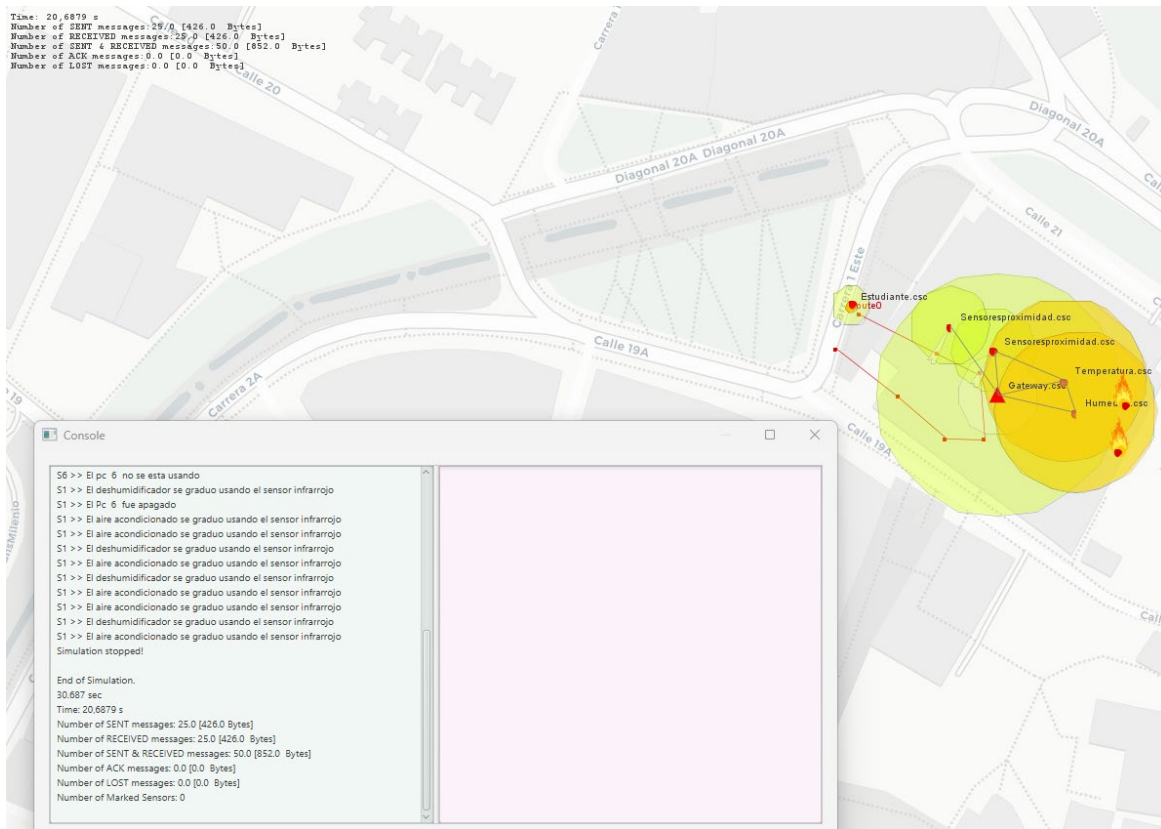 Time: 20,6879 s
Number of SENT messages:25.0 [426.0 Bytes]
Number of RECEIVED messages:25.0 [426.0 Bytes]
Number of SENT & RECEIVED messages:50.0 [852.0 Bytes]
Number of ACK messages:0.0 [0.0 Bytes]
Number of LOST messages:0.0 [0.0 Bytes]
Calle 20
Diagonal 20A Diagonal 20A
Diagonal 20A
Calle 21
Carrera 1 Este
Estudiante.csc
Sensoresproximidad.csc
Sensoresproximidad.csc
Temperatura.csc
Gateway.csc
Calle 19A
Carrera 2A
Calle 19A
Console
S6 >> El pc 6 no se esta usando
S1 >> El deshumidificador se graduo usando el sensor infrarrojo
S1 >> El Pc 6 fue apagado
S1 >> El aire acondicionado se graduo usando el sensor infrarrojo
S1 >> El aire acondicionado se graduo usando el sensor infrarrojo
S1 >> El deshumidificador se graduo usando el sensor infrarrojo
S1 >> El aire acondicionado se graduo usando el sensor infrarrojo
S1 >> El deshumidificador se graduo usando el sensor infrarrojo
S1 >> El aire acondicionado se graduo usando el sensor infrarrojo
S1 >> El aire acondicionado se graduo usando el sensor infrarrojo
S1 >> El deshumidificador se graduo usando el sensor infrarrojo
S1 >> El aire acondicionado se graduo usando el sensor infrarrojo
Simulation stopped!
End of Simulation.
30.687 sec
Time: 20,6879 s
Number of SENT messages: 25.0 [426.0 Bytes]
Number of RECEIVED messages: 25.0 [426.0 Bytes]
Number of SENT & RECEIVED messages: 50.0 [852.0 Bytes]
Number of ACK messages: 0.0 [0.0 Bytes]
Number of LOST messages: 0.0 [0.0 Bytes]
Number of Marked Sensors: 0